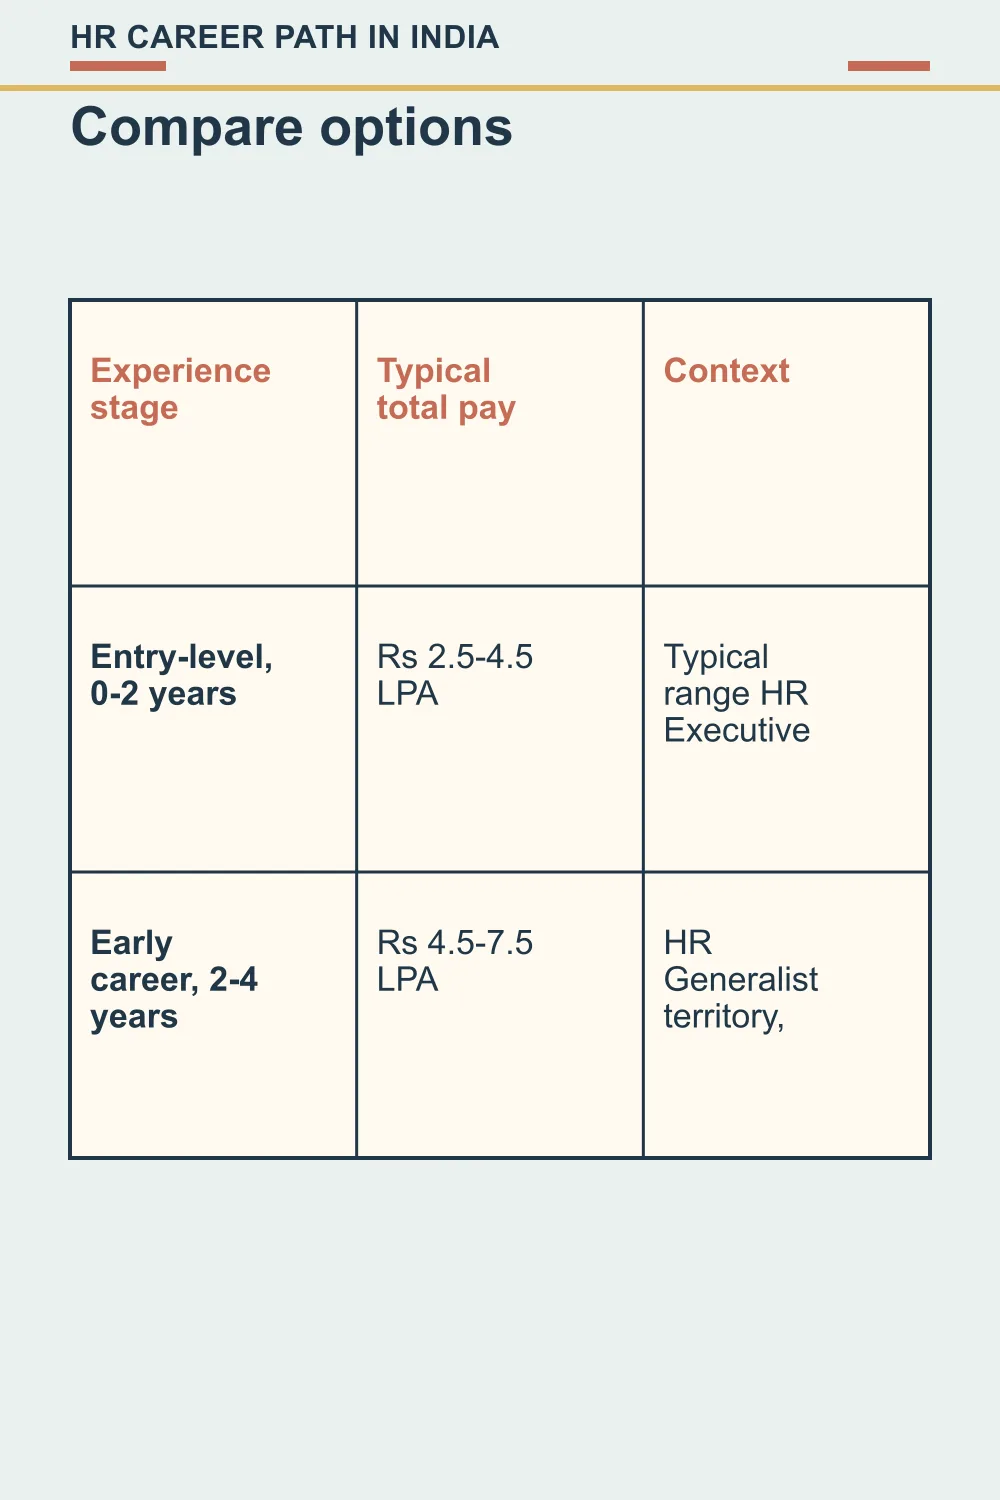 HR CAREER PATH IN INDIA
Compare options
Experience
stage
Typical
total pay
Context
Entry-level,
0-2 years
Rs 2.5-4.5
LPA
Typical
range HR
Executive
Early
career, 2-4
years
Rs 4.5-7.5
LPA
HR
Generalist
territory,